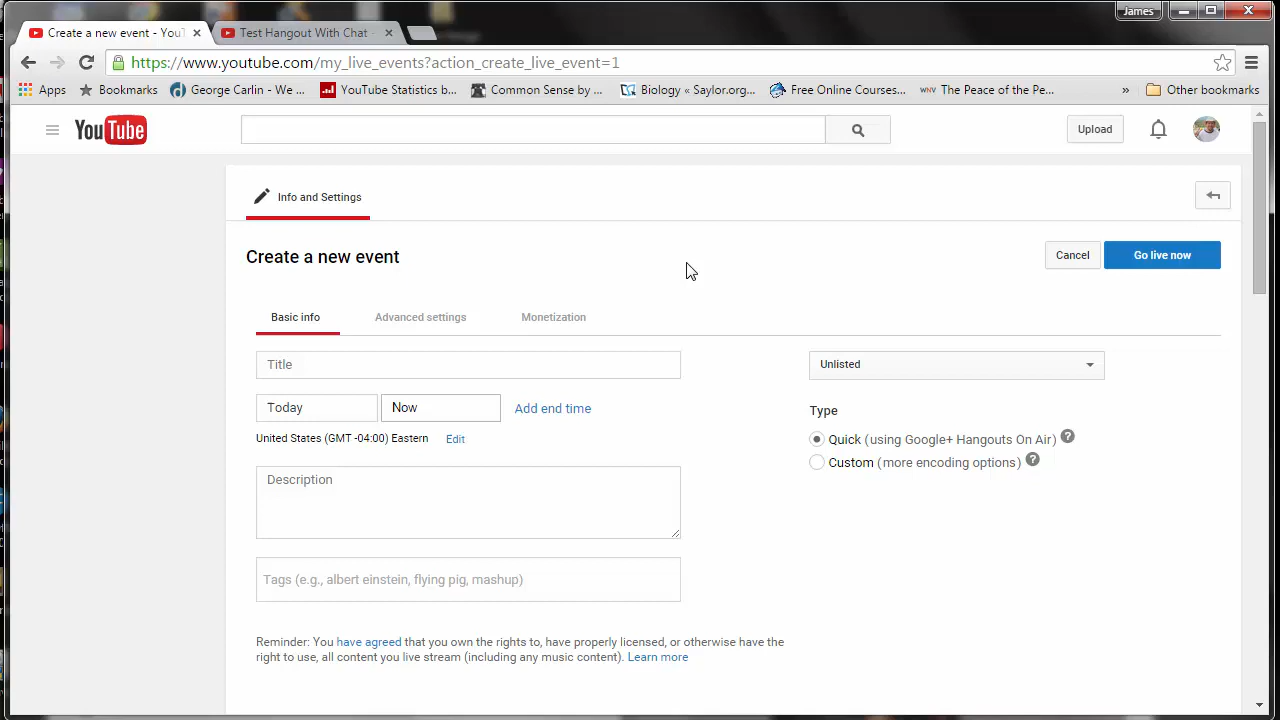 James
Create a new event - YouT
Test Hangout With Chat -
https://www.youtube.com/my_live_events?action_create_live_event=1
Apps
Bookmarks
George Carlin - We ...
YouTube Statistics b...
Common Sense by ...
Biology « Saylor.org...
Free Online Courses...
WNV The Peace of the Pe...
»
Other bookmarks
YouTube
Upload
Info and Settings
Create a new event
Cancel
Go live now
Basic info
Advanced settings
Monetization
Title
Unlisted
Today
Now
Add end time
Type
United States (GMT -04:00) Eastern
Edit
Quick (using Google+ Hangouts On Air) ?
Custom (more encoding options) ?
Description
Tags (e.g., albert einstein, flying pig, mashup)
Reminder: You have agreed that you own the rights to, have properly licensed, or otherwise have the
right to use, all content you live stream (including any music content). Learn more